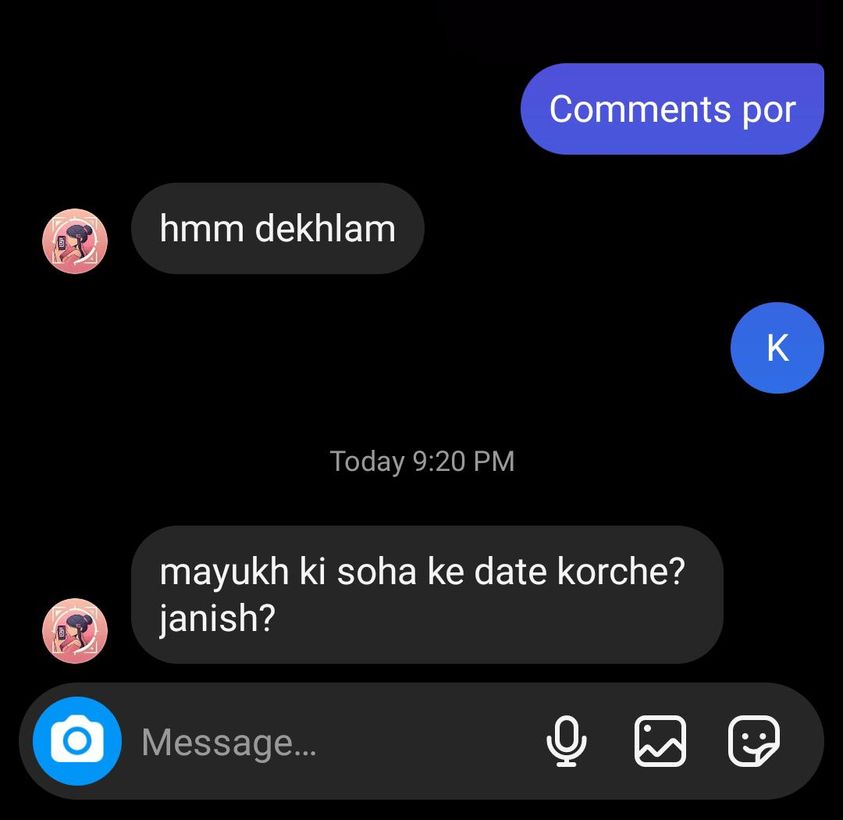 Comments por
hmm dekhlam
K
Today 9:20 PM
mayukh ki soha ke date korche?
janish?
Message...